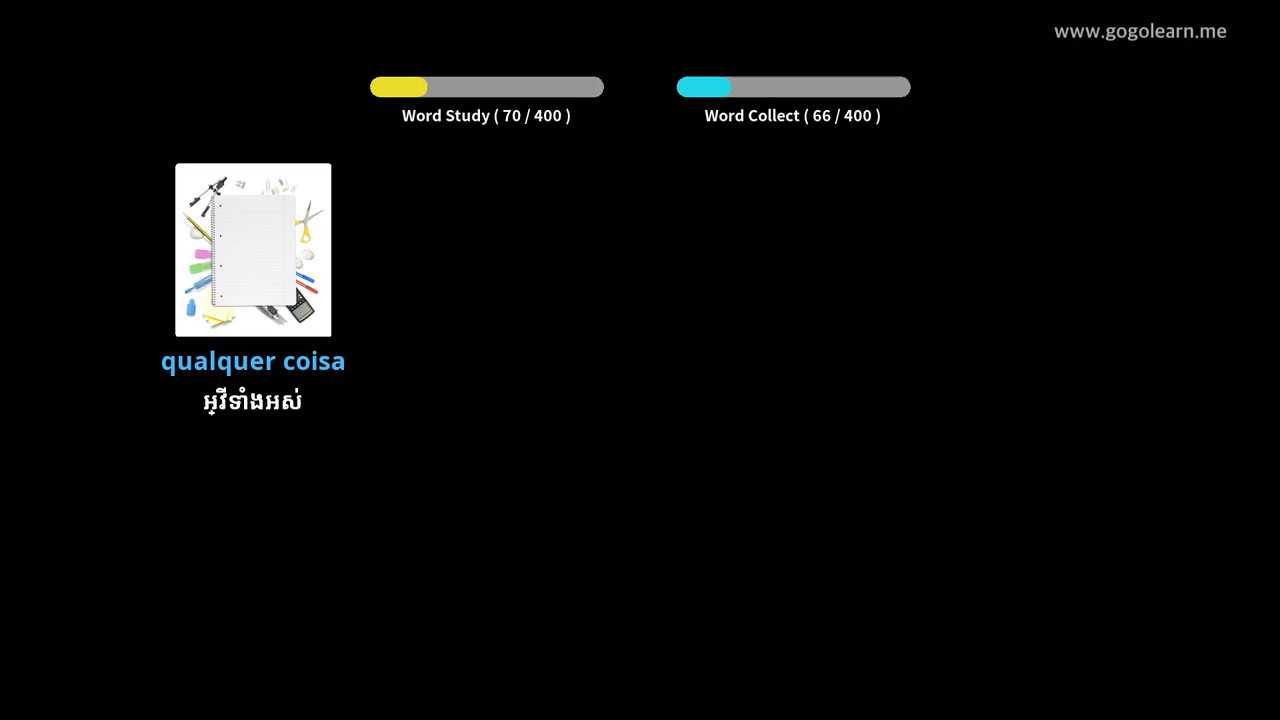 www.gogolearn.me
Word Study ( 70 / 400 )
Word Collect ( 66 / 400 )
qualquer coisa
អ្វីទាំងអស់